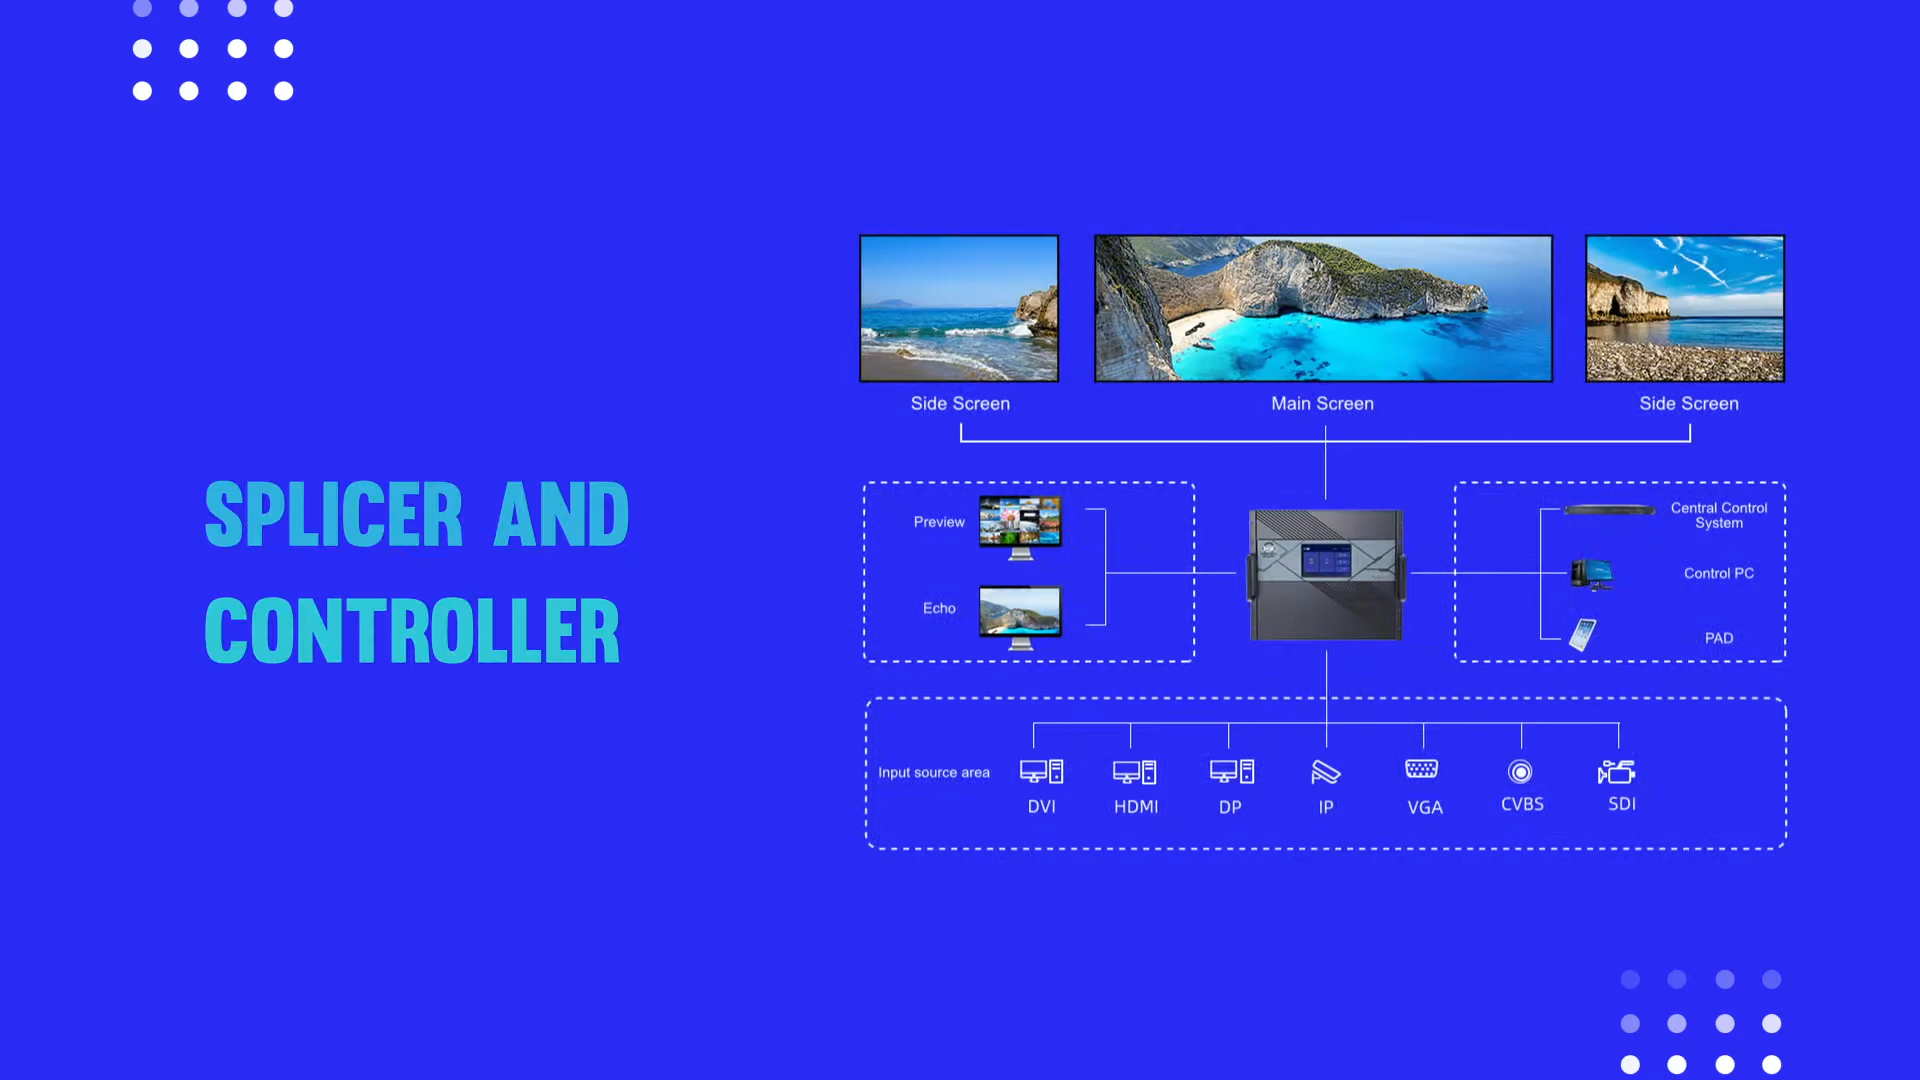 SPLICER AND
CONTROLLER
Side Screen
Main Screen
Side Screen
Preview
Echo
Central Control
System
Control PC
PAD
Input source area
DVI
HDMI
DP
IP
VGA
CVBS
SDI